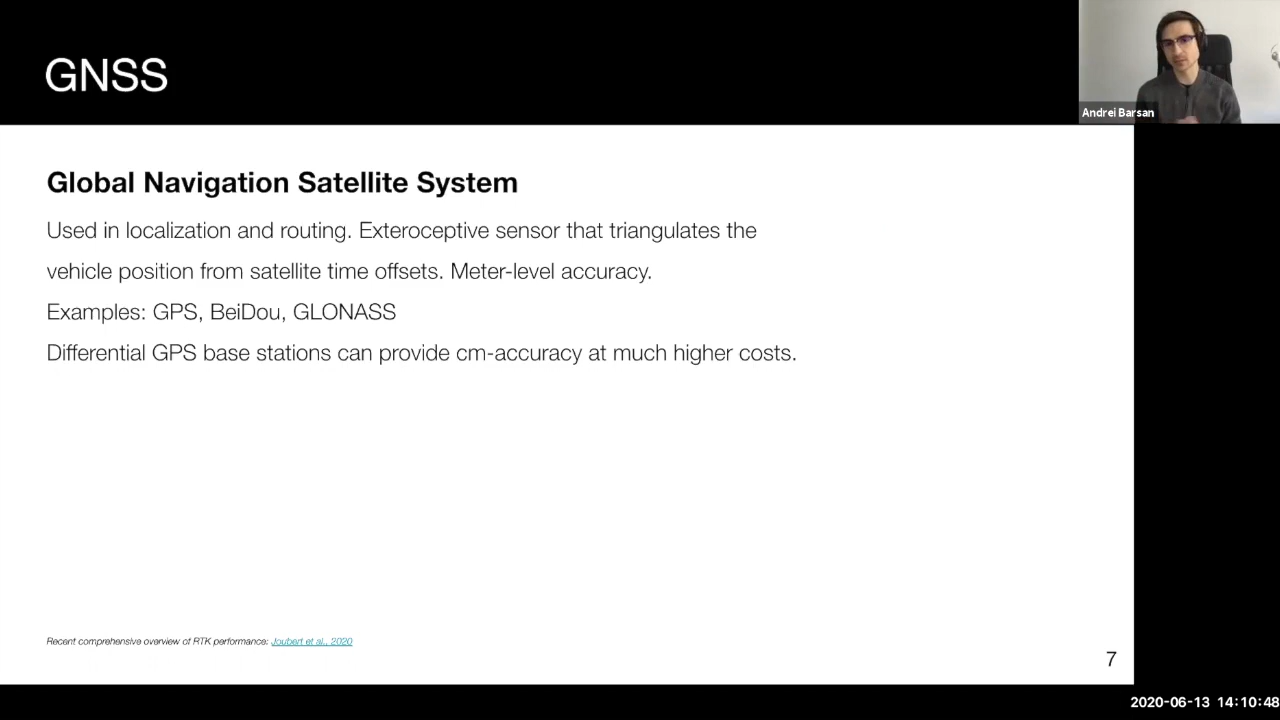 GNSS
Andrei Barsan
Global Navigation Satellite System
Used in localization and routing. Exteroceptive sensor that triangulates the
vehicle position from satellite time offsets. Meter-level accuracy.
Examples: GPS, BeiDou, GLONASS
Differential GPS base stations can provide cm-accuracy at much higher costs.
Recent comprehensive overview of RTK performance: Joubert et al., 2020
7
2020-06-13 14:10:48